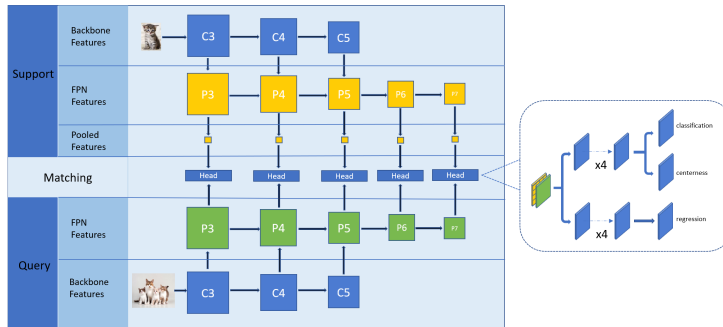 Backbone
Features
C3
C4
C5
Support
FPN
Features
P3
P4
P5
P6
P7
Pooled
Features
Matching
Head
Head
Head
Head
Head
FPN
Features
P3
P4
P5
P6
P7
Query
Backbone
Features
C3
C4
C5
x4
classification
centerness
x4
regression